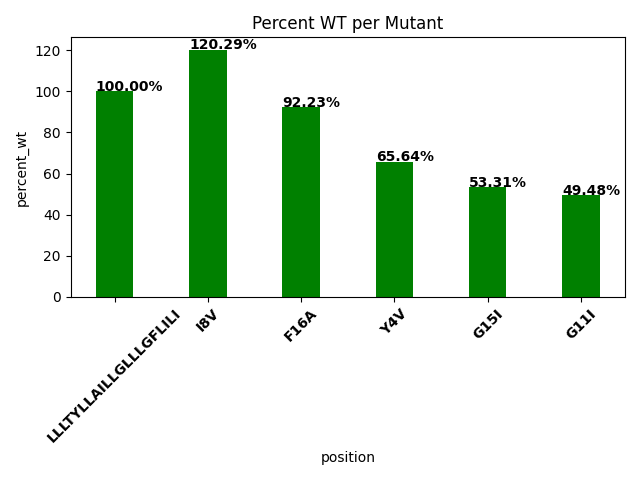 Percent WT per Mutant
percent_wt
120
100
80
60
40
20
0
100.00%
120.29%
92.23%
65.64%
53.31%
49.48%
LLLTYLLAILLGLLLGFLILI
I8V
F16A
Y4V
G15I
G11I
position